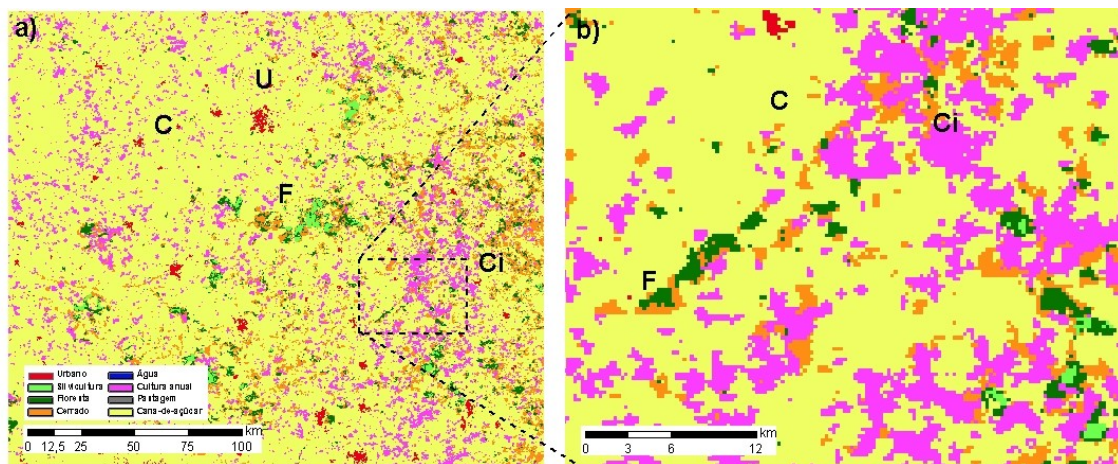 a)
U
C
F
Ci
Urbano
Água
Silvicultura
Cultura anual
Floresta
Pastagem
Cerrado
Cana-de-açúcar
km
0 12,5 25 50 75 100
b)
C
Ci
F
km
0 3 6 12